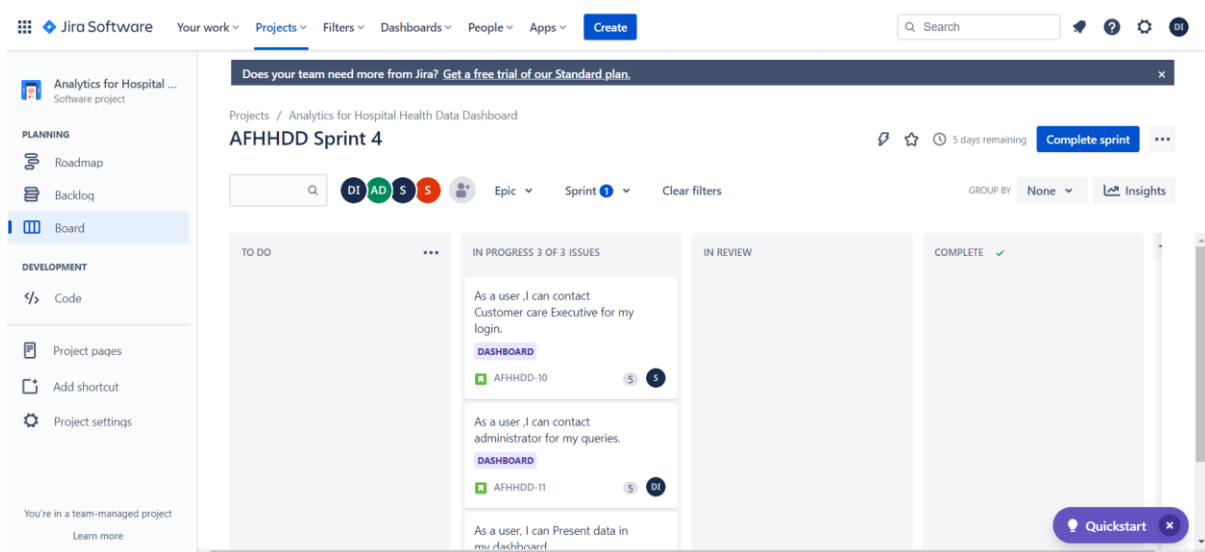 Jira Software Your work Projects Filters Dashboards People Apps Create Search DI
Analytics for Hospital ...
Software project
PLANNING
Roadmap
Backlog
Board
DEVELOPMENT
Code
Project pages
Add shortcut
Project settings
You're in a team-managed project
Learn more
Does your team need more from Jira? Get a free trial of our Standard plan.
Projects / Analytics for Hospital Health Data Dashboard
AFHHDD Sprint 4
5 days remaining Complete sprint
DI AD S S Epic Sprint 1 Clear filters GROUP BY None Insights
TO DO
IN PROGRESS 3 OF 3 ISSUES
As a user ,I can contact
Customer care Executive for my
login.
DASHBOARD
AFHHDD-10 5 S
As a user ,I can contact
administrator for my queries.
DASHBOARD
AFHHDD-11 5 DI
As a user, I can Present data in
my dashboard
IN REVIEW
COMPLETE
Quickstart